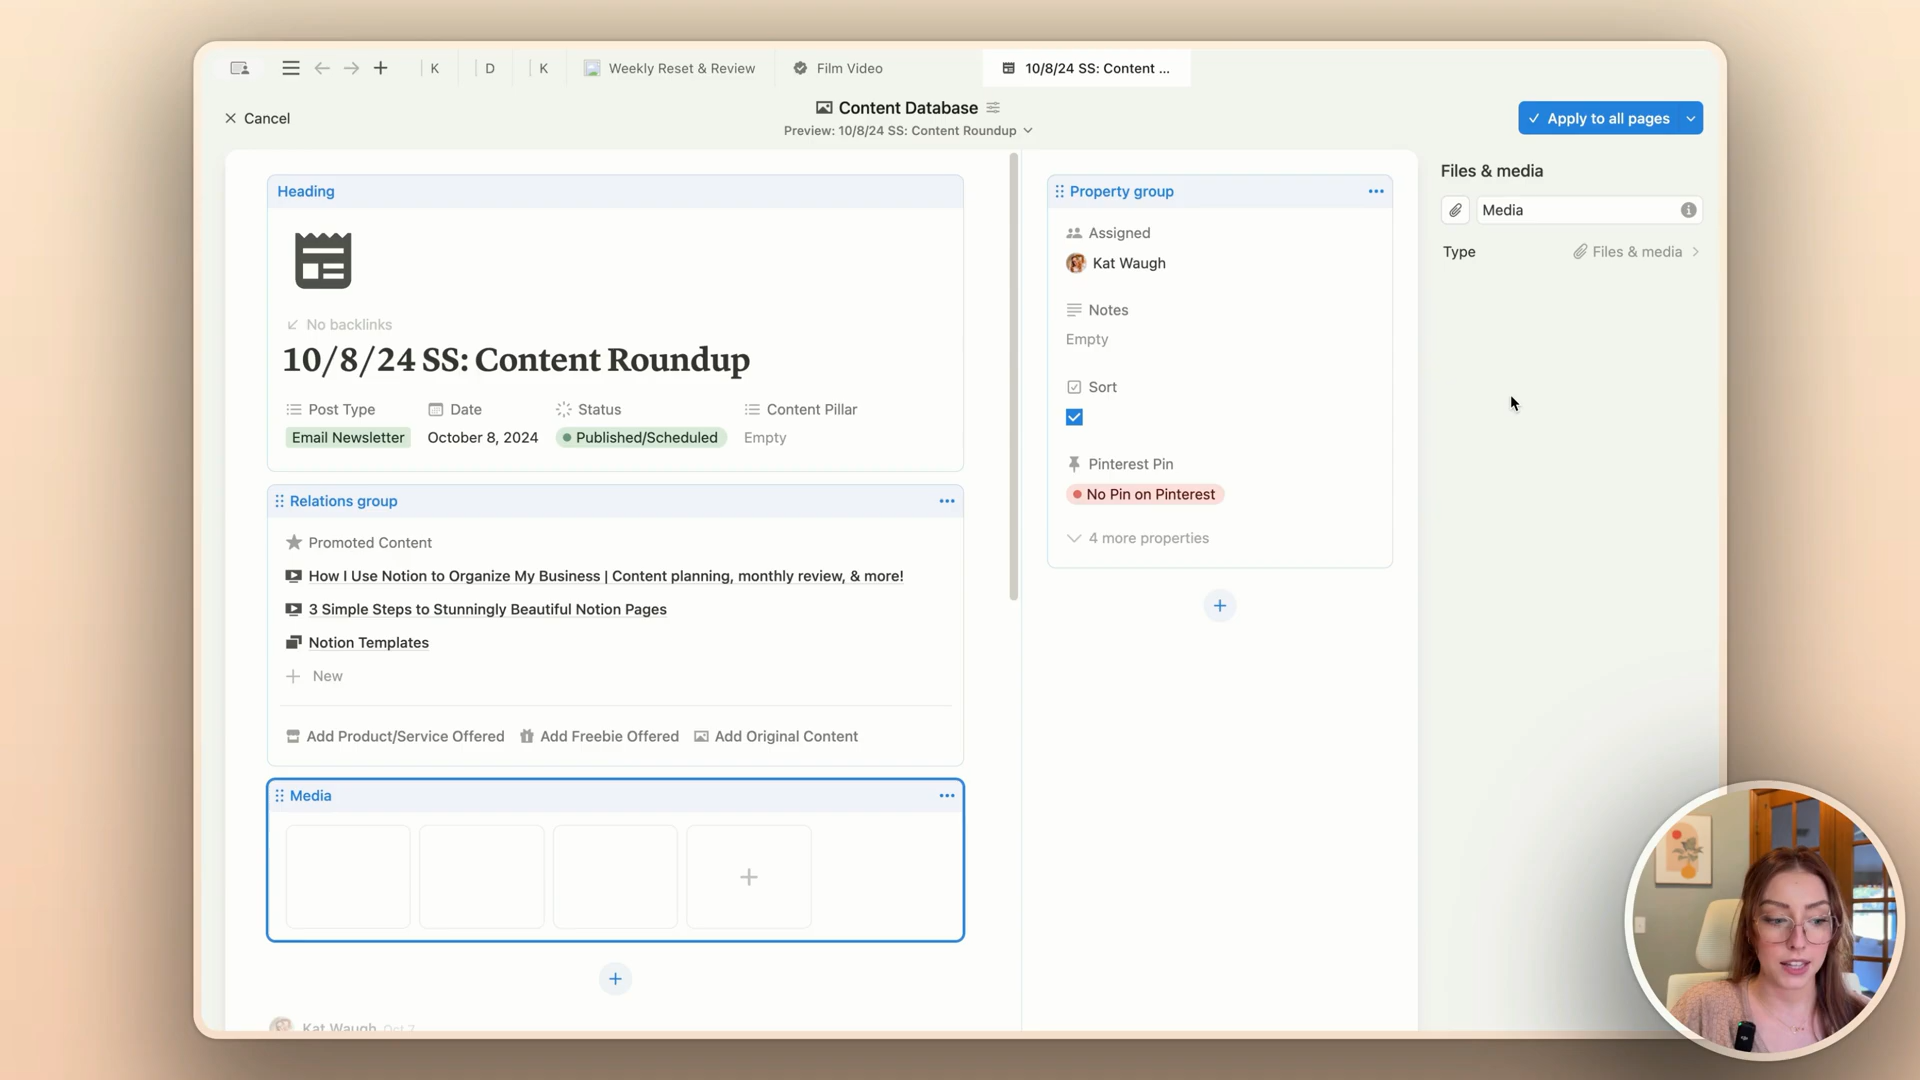 K
D
K
Weekly Reset & Review
Film Video
10/8/24 SS: Content ...
Cancel
Content Database
Preview: 10/8/24 SS: Content Roundup
Apply to all pages
Heading
No backlinks
10/8/24 SS: Content Roundup
Post Type
Date
Status
Content Pillar
Email Newsletter
October 8, 2024
Published/Scheduled
Empty
Relations group
Promoted Content
How I Use Notion to Organize My Business | Content planning, monthly review, & more!
3 Simple Steps to Stunningly Beautiful Notion Pages
Notion Templates
New
Add Product/Service Offered
Add Freebie Offered
Add Original Content
Media
Kat Waugh Oct 7
Property group
Assigned
Kat Waugh
Notes
Empty
Sort
Pinterest Pin
No Pin on Pinterest
4 more properties
Files & media
Media
Type
Files & media